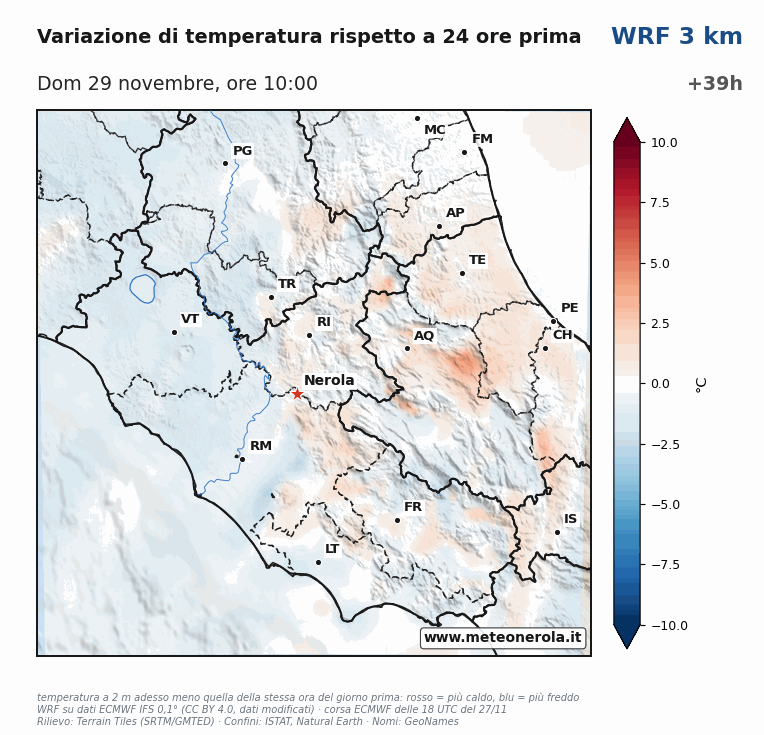 Variazione di temperatura rispetto a 24 ore prima
WRF 3 km
Dom 29 novembre, ore 10:00
+39h
MC
FM
PG
AP
TE
TR
PE
VT
RI
AQ
CH
Nerola
RM
FR
IS
LT
www.meteonerola.it
10.0
7.5
5.0
2.5
0.0
−2.5
−5.0
−7.5
−10.0
°C
temperatura a 2 m adesso meno quella della stessa ora del giorno prima: rosso = più caldo, blu = più freddo
WRF su dati ECMWF IFS 0,1° (CC BY 4.0, dati modificati) · corsa ECMWF delle 18 UTC del 27/11
Rilievo: Terrain Tiles (SRTM/GMTED) · Confini: ISTAT, Natural Earth · Nomi: GeoNames